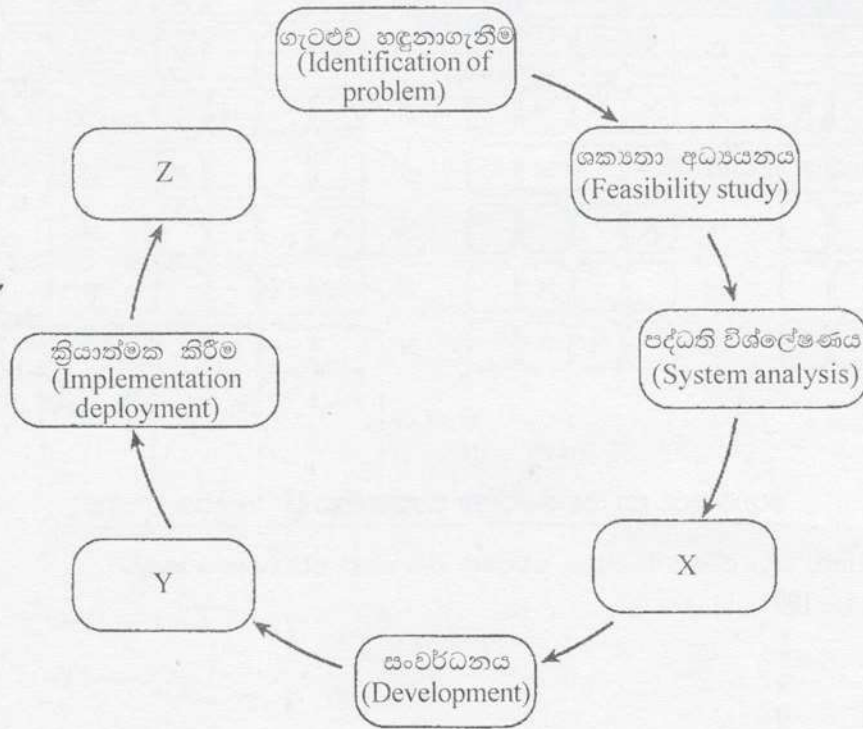 ගැටළුව හඳුනාගැනීම
(Identification of
problem)
ශක්‍යතා අධ්‍යයනය
(Feasibility study)
පද්ධති විශ්ලේෂණය
(System analysis)
X
සංවර්ධනය
(Development)
Y
ක්‍රියාත්මක කිරීම
(Implementation
deployment)
Z